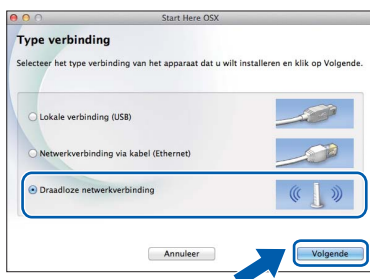 Start Here OSX
Type verbinding
Selecteer het type verbinding van het apparaat dat u wilt installeren en klik op Volgende.
Lokale verbinding (USB)
Netwerkverbinding via kabel (Ethernet)
Draadloze netwerkverbinding
Annuleer
Volgende